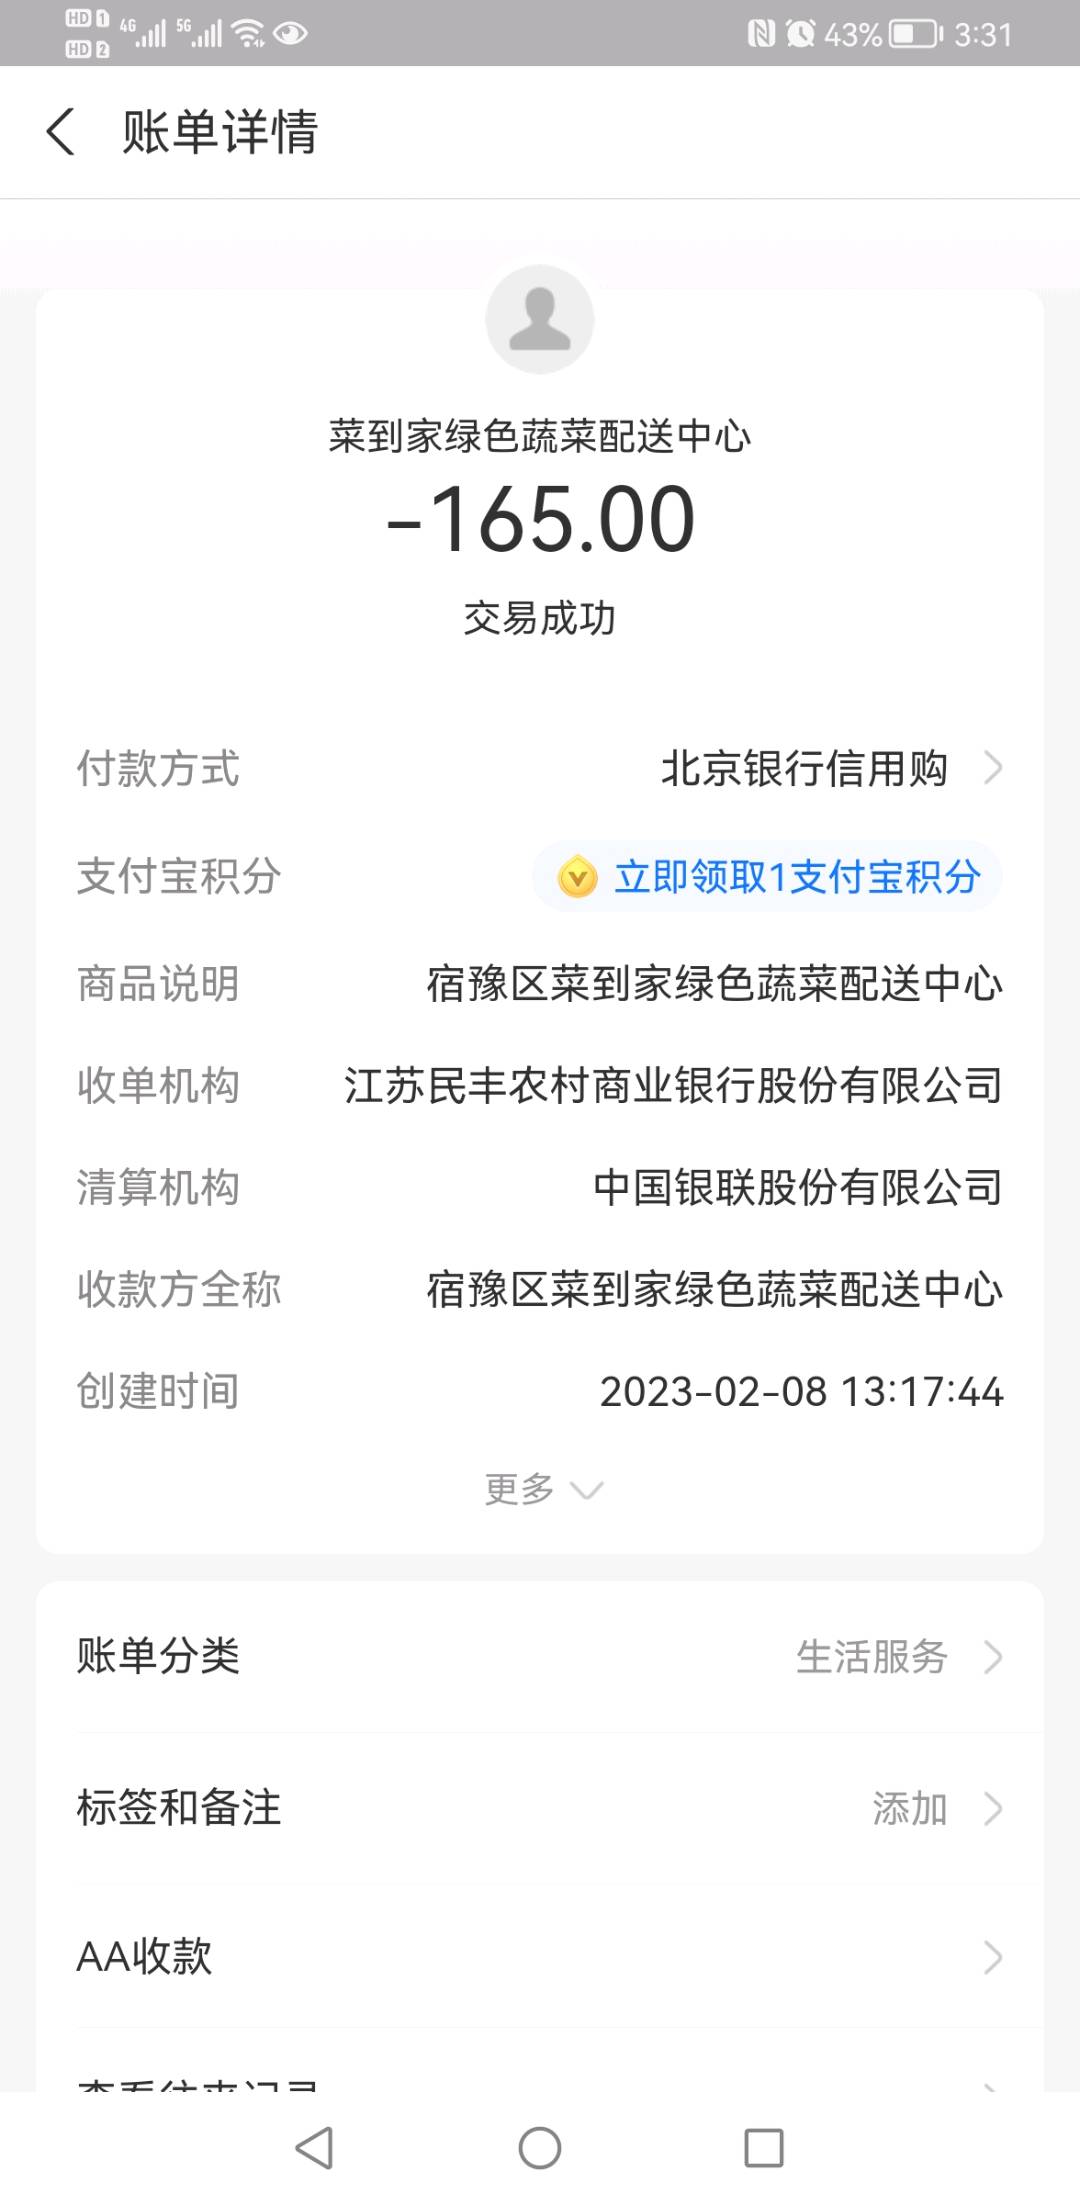 HD 1 4G 5G 43% 3:31
HD 2
账单详情
菜到家绿色蔬菜配送中心
-165.00
交易成功
付款方式 北京银行信用购
支付宝积分 立即领取1支付宝积分
商品说明 宿豫区菜到家绿色蔬菜配送中心
收单机构 江苏民丰农村商业银行股份有限公司
清算机构 中国银联股份有限公司
收款方全称 宿豫区菜到家绿色蔬菜配送中心
创建时间 2023-02-08 13:17:44
更多
账单分类 生活服务
标签和备注 添加
AA收款
查看往来记录